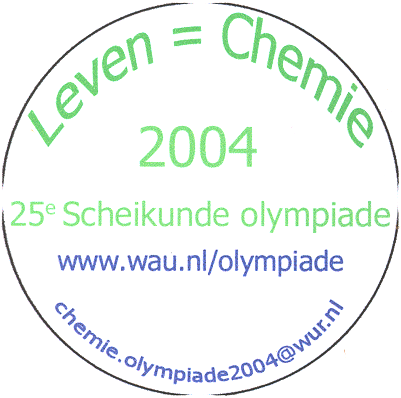 Leven = Chemie
2004
25e Scheikunde olympiade
www.wau.nl/olympiade
chemie.olympiade2004@wur.nl